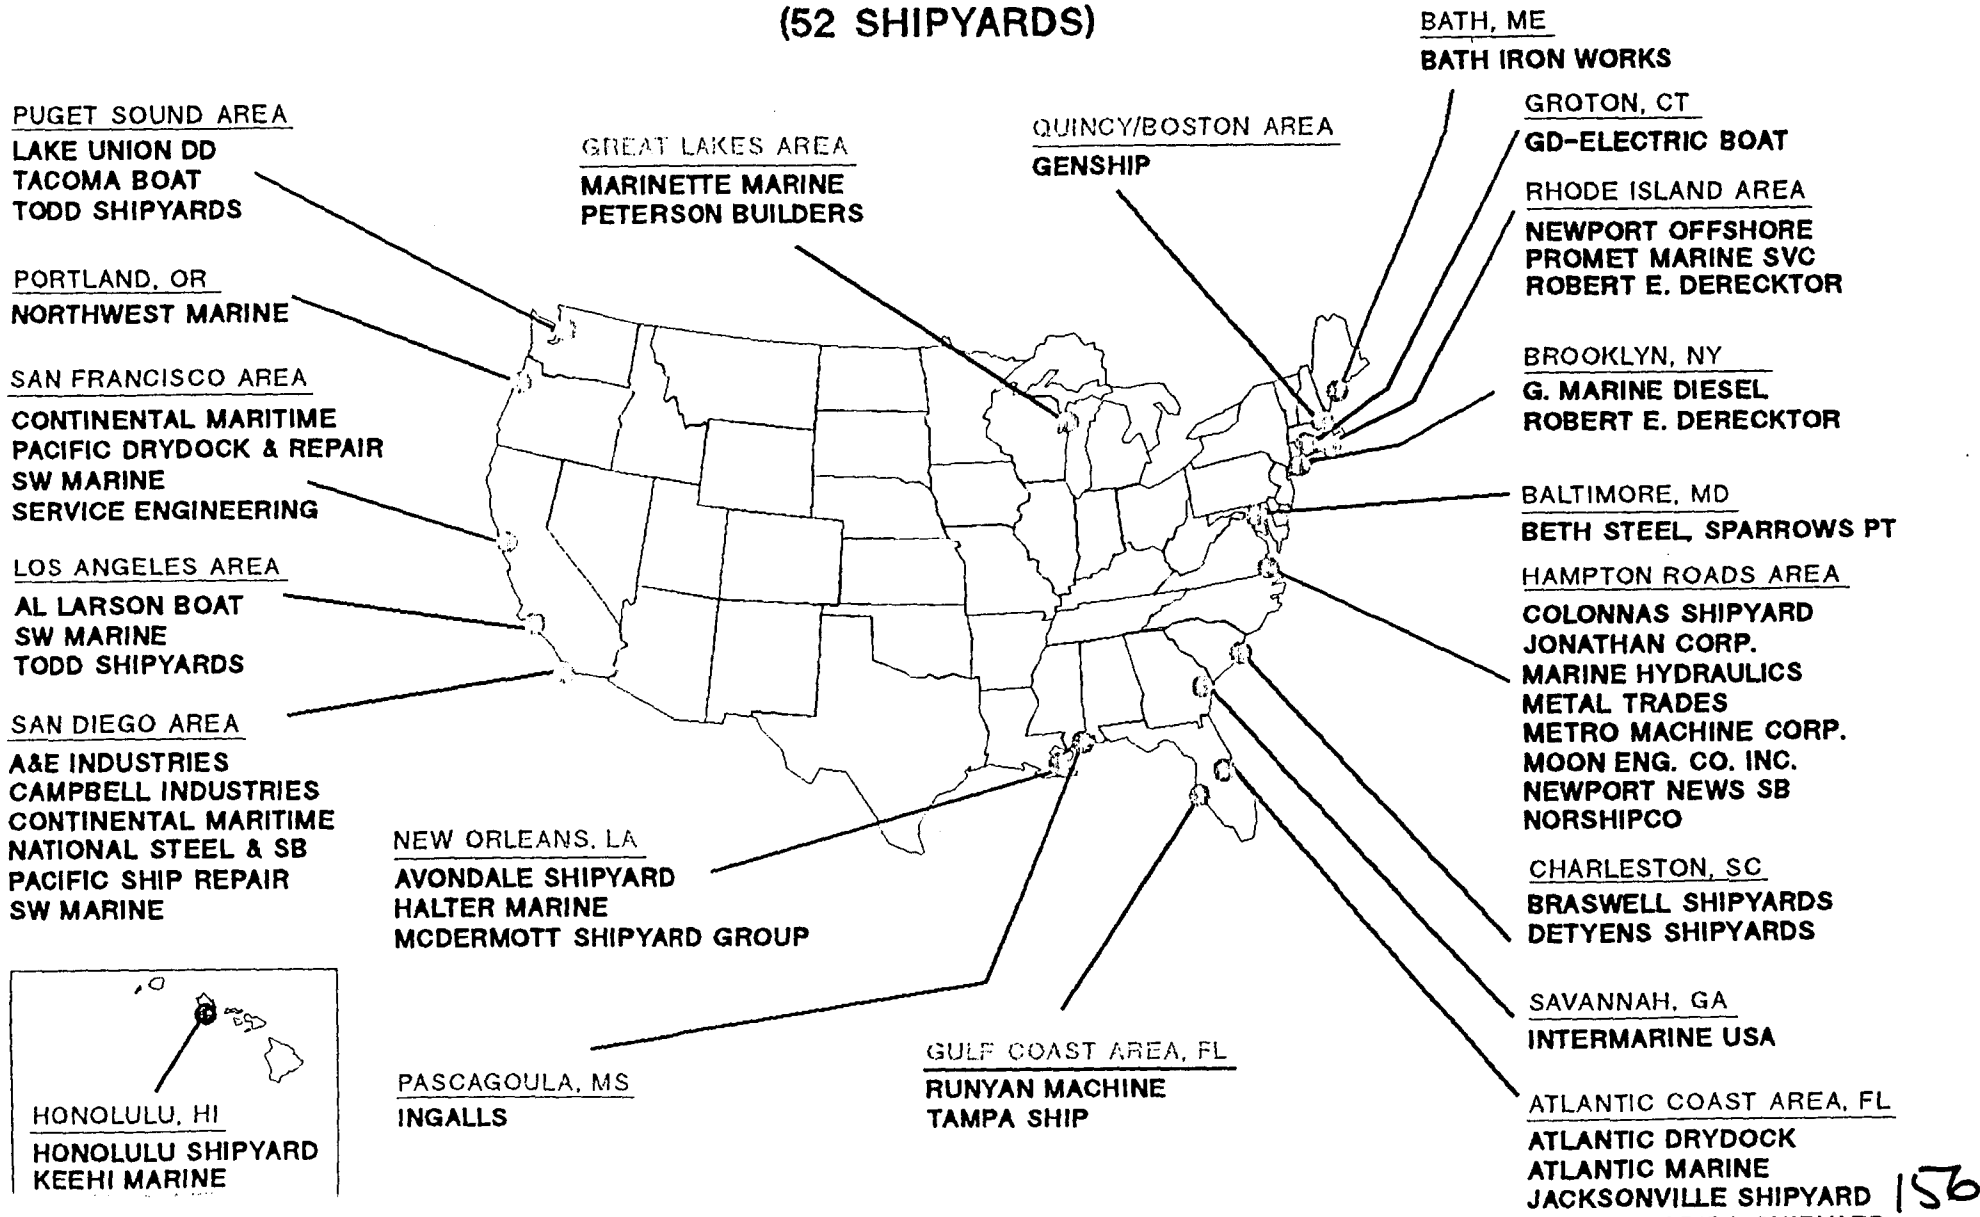 (52 SHIPYARDS)
BATH, ME
BATH IRON WORKS
GROTON, CT
GD-ELECTRIC BOAT
RHODE ISLAND AREA
NEWPORT OFFSHORE
PROMET MARINE SVC
ROBERT E. DERECKTOR
BROOKLYN, NY
G. MARINE DIESEL
ROBERT E. DERECKTOR
BALTIMORE, MD
BETH STEEL, SPARROWS PT
HAMPTON ROADS AREA
COLONNAS SHIPYARD
JONATHAN CORP.
MARINE HYDRAULICS
METAL TRADES
METRO MACHINE CORP.
MOON ENG. CO. INC.
NEWPORT NEWS SB
NORSHIPCO
CHARLESTON, SC
BRASWELL SHIPYARDS
DETYENS SHIPYARDS
SAVANNAH, GA
INTERMARINE USA
ATLANTIC COAST AREA, FL
ATLANTIC DRYDOCK
ATLANTIC MARINE
JACKSONVILLE SHIPYARD
156
QUINCY/BOSTON AREA
GENSHIP
GREAT LAKES AREA
MARINETTE MARINE
PETERSON BUILDERS
PUGET SOUND AREA
LAKE UNION DD
TACOMA BOAT
TODD SHIPYARDS
PORTLAND, OR
NORTHWEST MARINE
SAN FRANCISCO AREA
CONTINENTAL MARITIME
PACIFIC DRYDOCK & REPAIR
SW MARINE
SERVICE ENGINEERING
LOS ANGELES AREA
AL LARSON BOAT
SW MARINE
TODD SHIPYARDS
SAN DIEGO AREA
A&E INDUSTRIES
CAMPBELL INDUSTRIES
CONTINENTAL MARITIME
NATIONAL STEEL & SB
PACIFIC SHIP REPAIR
SW MARINE
NEW ORLEANS, LA
AVONDALE SHIPYARD
HALTER MARINE
MCDERMOTT SHIPYARD GROUP
PASCAGOULA, MS
INGALLS
GULF COAST AREA, FL
RUNYAN MACHINE
TAMPA SHIP
HONOLULU, HI
HONOLULU SHIPYARD
KEEHI MARINE